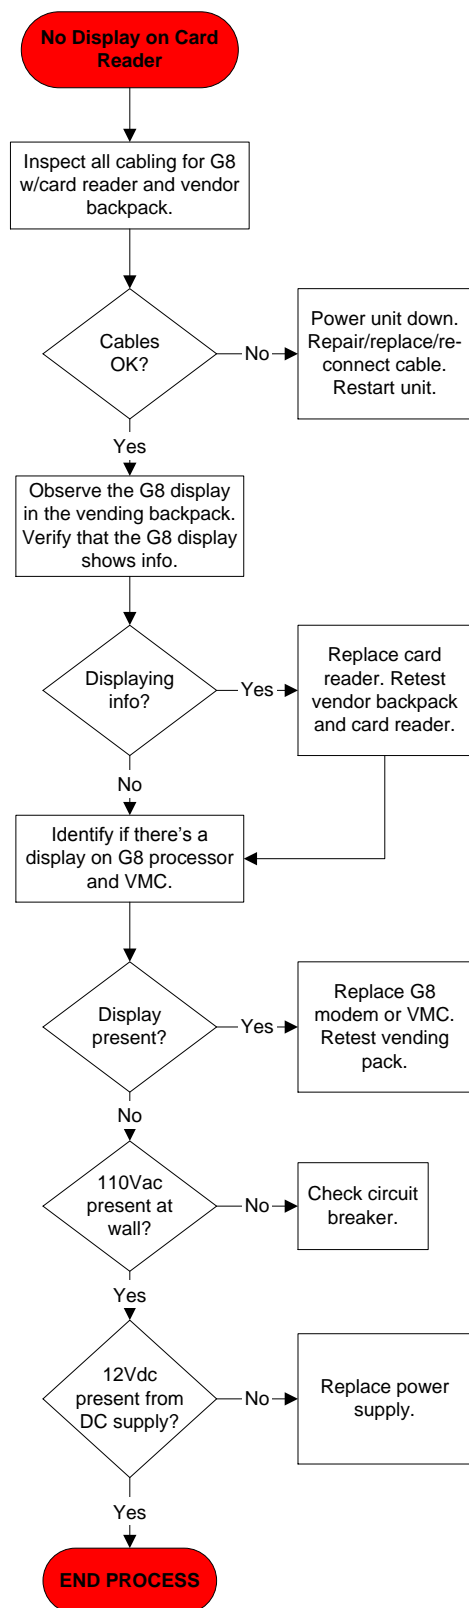 No Display on Card
Reader
Inspect all cabling for G8
w/card reader and vendor
backpack.
Cables
OK?
No
Power unit down.
Repair/replace/re-
connect cable.
Restart unit.
Yes
Observe the G8 display
in the vending backpack.
Verify that the G8 display
shows info.
Displaying
info?
Yes
Replace card
reader. Retest
vendor backpack
and card reader.
No
Identify if there's a
display on G8 processor
and VMC.
Display
present?
Yes
Replace G8
modem or VMC.
Retest vending
pack.
No
110Vac
present at
wall?
No
Check circuit
breaker.
Yes
12Vdc
present from
DC supply?
No
Replace power
supply.
Yes
END PROCESS